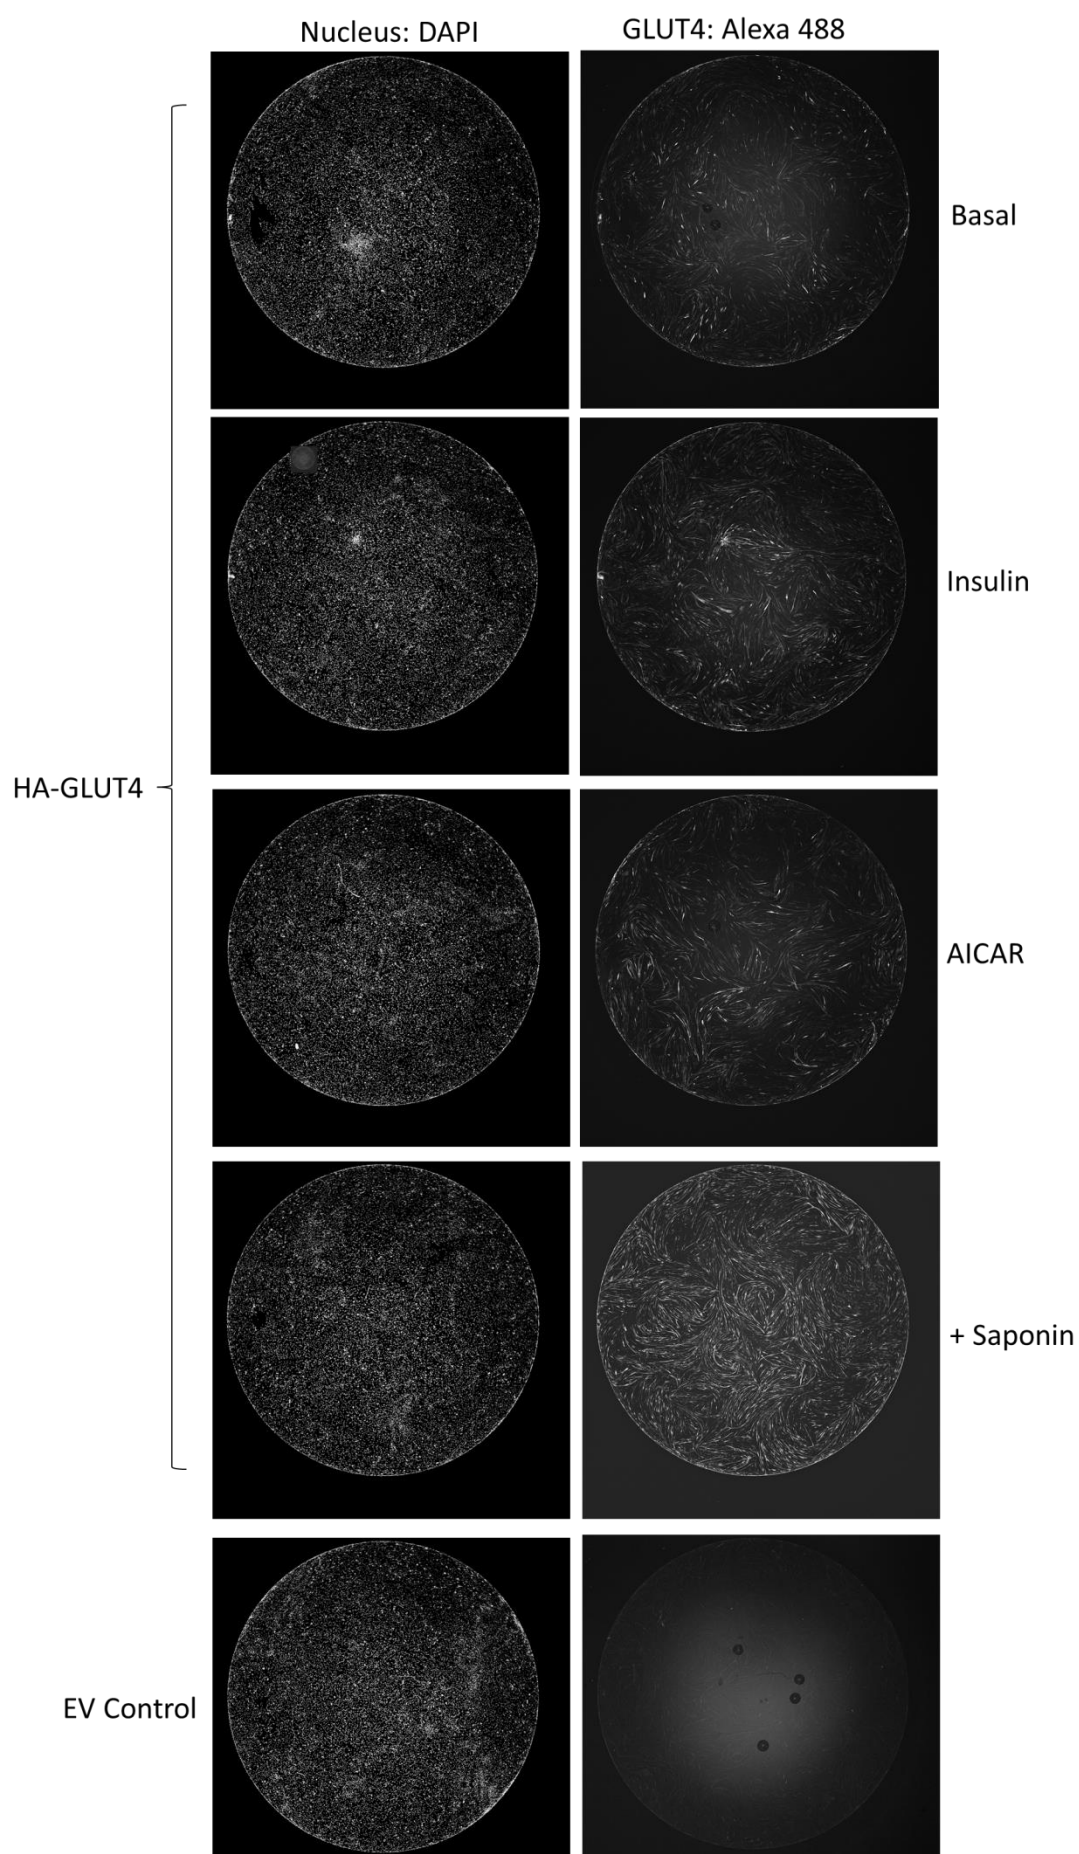 Nucleus: DAPI
GLUT4: Alexa 488
Basal
Insulin
HA-GLUT4
AICAR
+ Saponin
EV Control